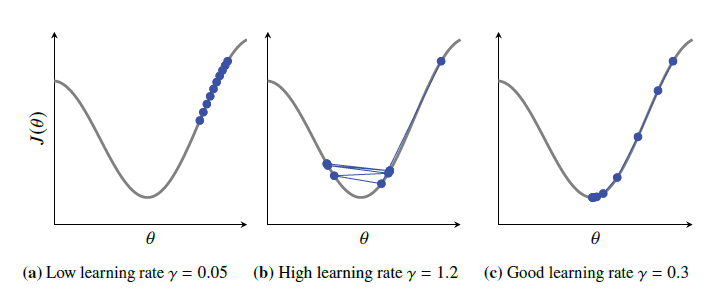 J(θ)
θ
θ
θ
(a) Low learning rate γ = 0.05
(b) High learning rate γ = 1.2
(c) Good learning rate γ = 0.3